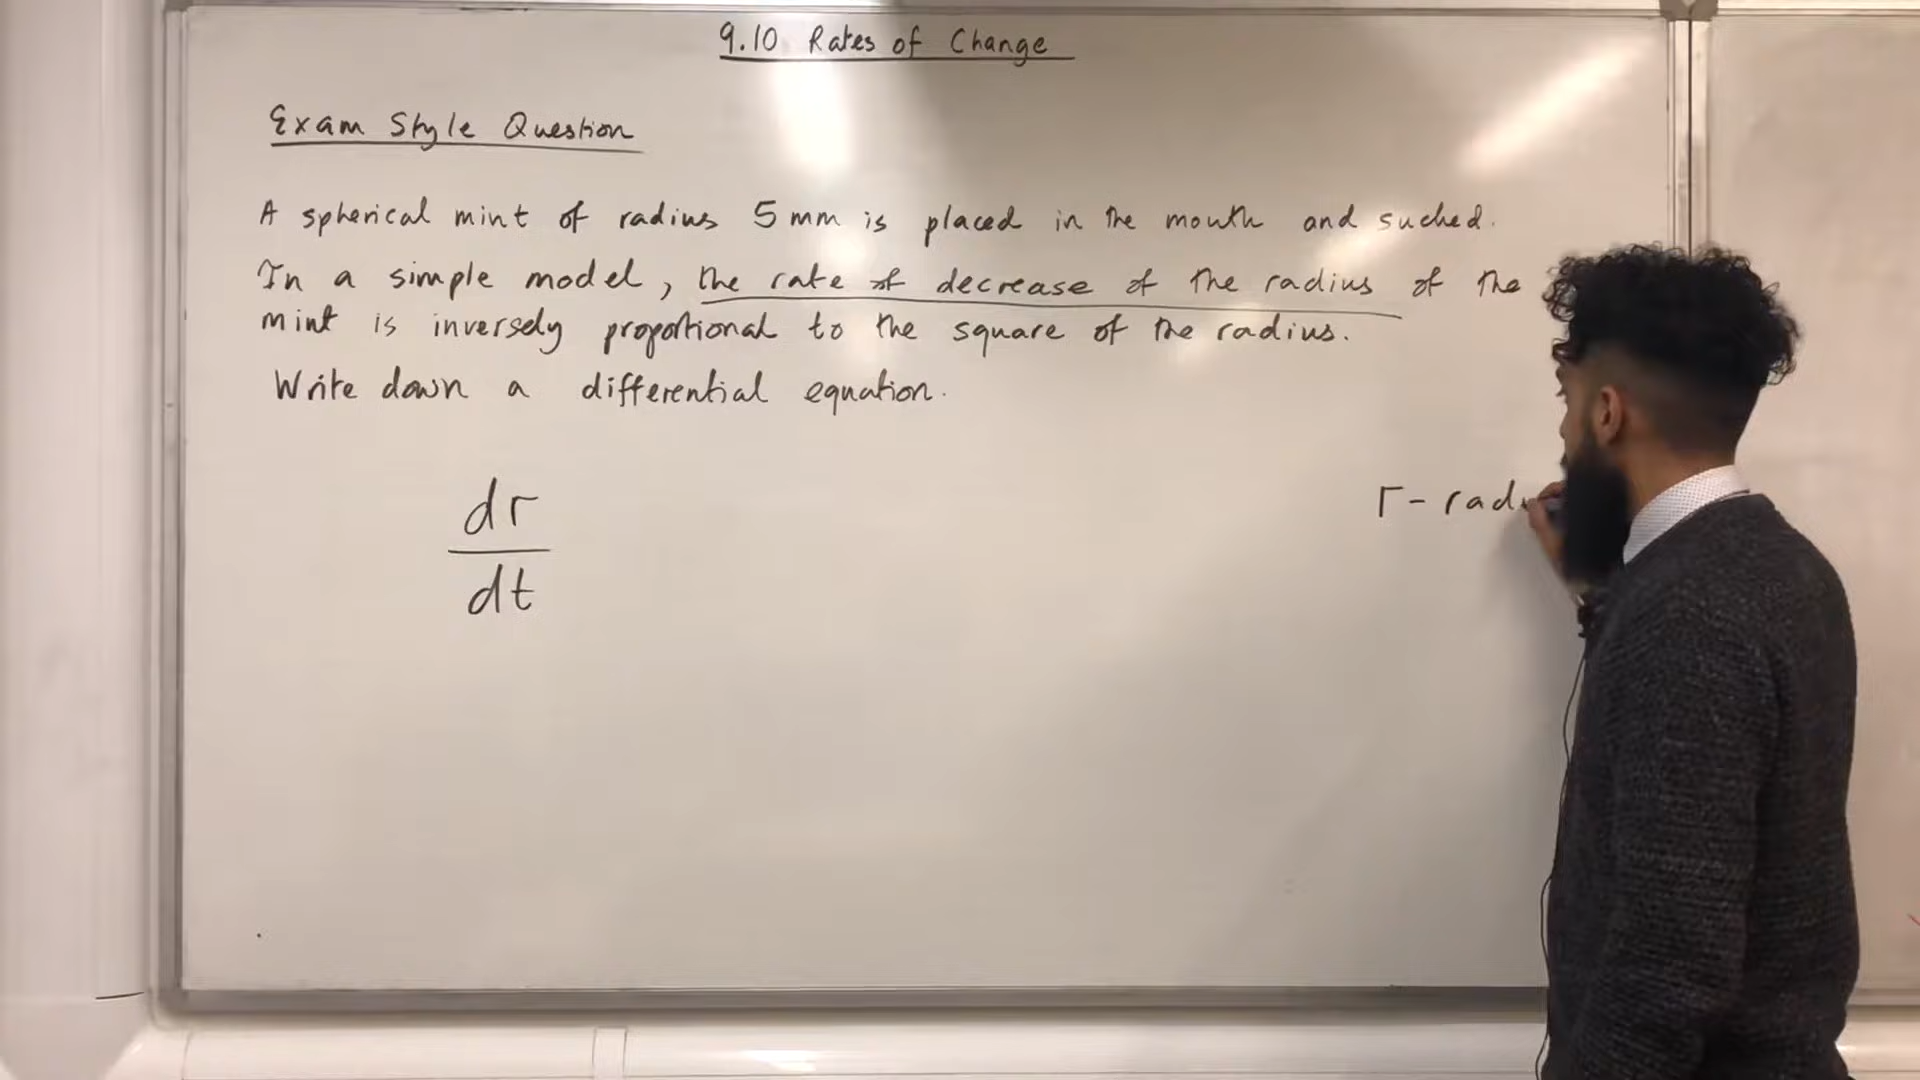 9.10 Rates of Change
Exam Style Question
A spherical mint of radius 5 mm is placed in the mouth and sucked.
In a simple model, the rate of decrease of the radius of the
mint is inversely proportional to the square of the radius.
Write down a differential equation.
dr
dt
r - radi